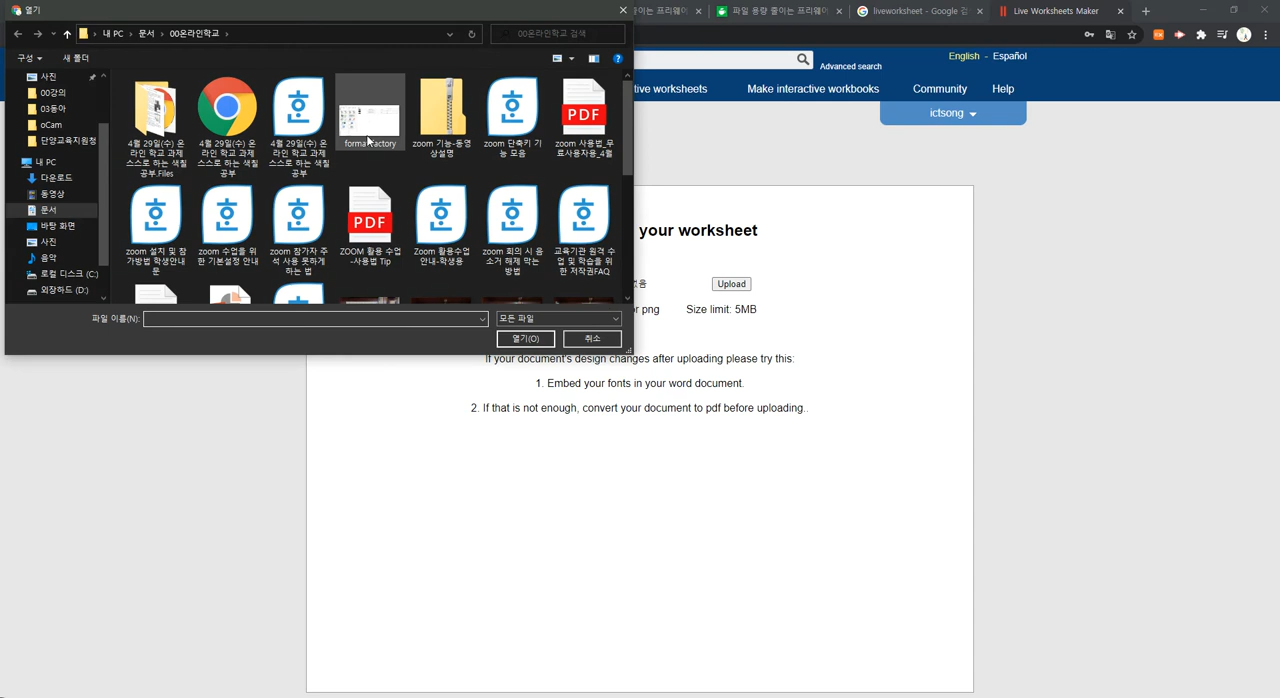 열기
줄이는 프리웨어
파일 용량 줄이는 프리웨어
liveworksheet - Google 검
Live Worksheets Maker
내 PC › 문서 › 00온라인학교 ›
00온라인학교 검색
구성
새 폴더
Advanced search
English - Español
tive worksheets
Make interactive workbooks
Community
Help
ictsong
사진
00강의
03동아
oCam
단양교육지원청
내 PC
다운로드
동영상
문서
바탕 화면
사진
음악
로컬 디스크 (C:)
외장하드 (D:)
4월 29일(수) 온
라인 학교 과제
스스로 하는 색칠
공부.Files
4월 29일(수) 온
라인 학교 과제
스스로 하는 색칠
공부
4월 29일(수) 온
라인 학교 과제
스스로 하는 색칠
공부
formatfactory
zoom 기능-동영
상설명
zoom 단축키 기
능 모음
PDF
zoom 사용법_무
료사용자용_4월
zoom 설치 및 참
가방법 학생안내
문
zoom 수업을 위
한 기본설정 안내
zoom 참가자 주
석 사용 못하게
하는 법
PDF
ZOOM 활용 수업
-사용법 Tip
Zoom 활용수업
안내-학생용
zoom 회의 시 음
소거 해제 막는
방법
교육기관 원격 수
업 및 학습을 위
한 저작권FAQ
파일 이름(N):
모든 파일
열기(O)
취소
your worksheet
없음
Upload
or png
Size limit: 5MB
If your document's design changes after uploading please try this:
1. Embed your fonts in your word document.
2. If that is not enough, convert your document to pdf before uploading..